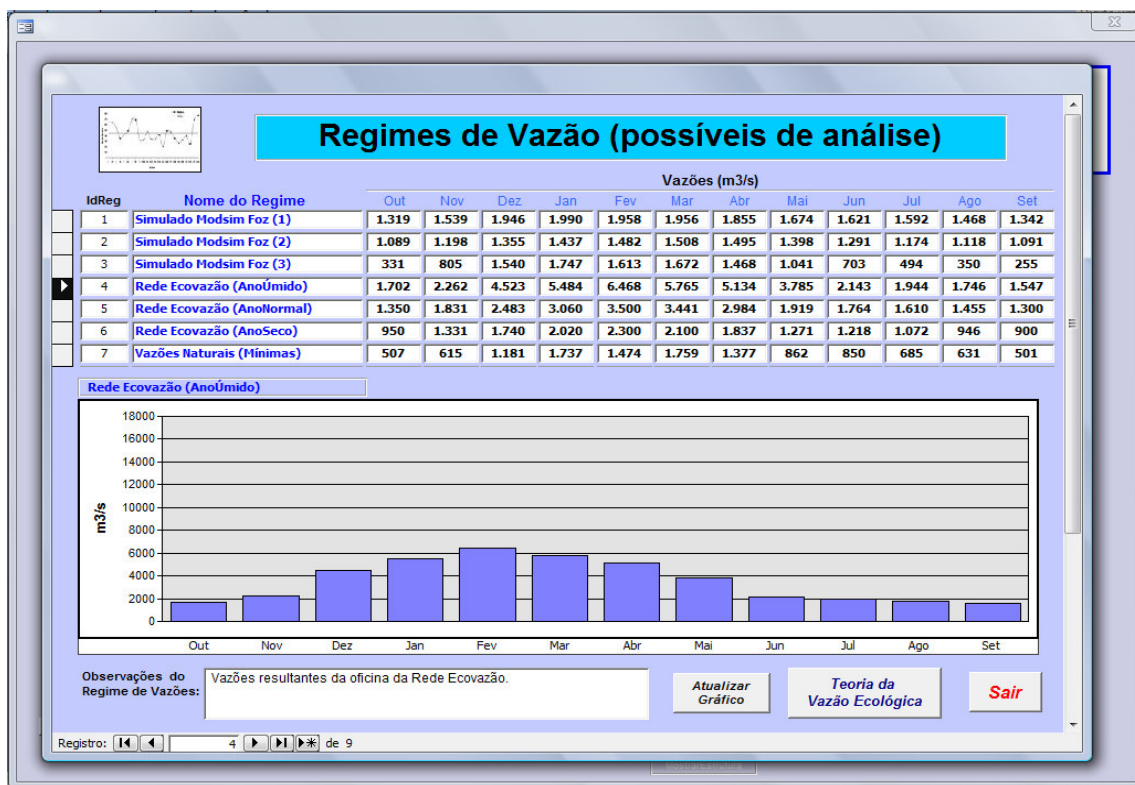 Regimes de Vazão (possíveis de análise)
Vazões (m3/s)
IdReg Nome do Regime Out Nov Dez Jan Fev Mar Abr Mai Jun Jul Ago Set
1 Simulado Modsim Foz (1) 1.319 1.539 1.946 1.990 1.958 1.956 1.855 1.674 1.621 1.592 1.468 1.342
2 Simulado Modsim Foz (2) 1.089 1.198 1.355 1.437 1.482 1.508 1.495 1.398 1.291 1.174 1.118 1.091
3 Simulado Modsim Foz (3) 331 805 1.540 1.747 1.613 1.672 1.468 1.041 703 494 350 255
4 Rede Ecovazão (AnoÚmido) 1.702 2.262 4.523 5.484 6.468 5.765 5.134 3.785 2.143 1.944 1.746 1.547
5 Rede Ecovazão (AnoNormal) 1.350 1.831 2.483 3.060 3.500 3.441 2.984 1.919 1.764 1.610 1.455 1.300
6 Rede Ecovazão (AnoSeco) 950 1.331 1.740 2.020 2.300 2.100 1.837 1.271 1.218 1.072 946 900
7 Vazões Naturais (Mínimas) 507 615 1.181 1.737 1.474 1.759 1.377 862 850 685 631 501
Rede Ecovazão (AnoÚmido)
18000
16000
14000
12000
10000
8000
6000
4000
2000
0
m3/s
Out Nov Dez Jan Fev Mar Abr Mai Jun Jul Ago Set
Observações do
Regime de Vazões:
Vazões resultantes da oficina da Rede Ecovazão.
Atualizar
Gráfico
Teoria da
Vazão Ecológica
Sair
Registro: 4 de 9